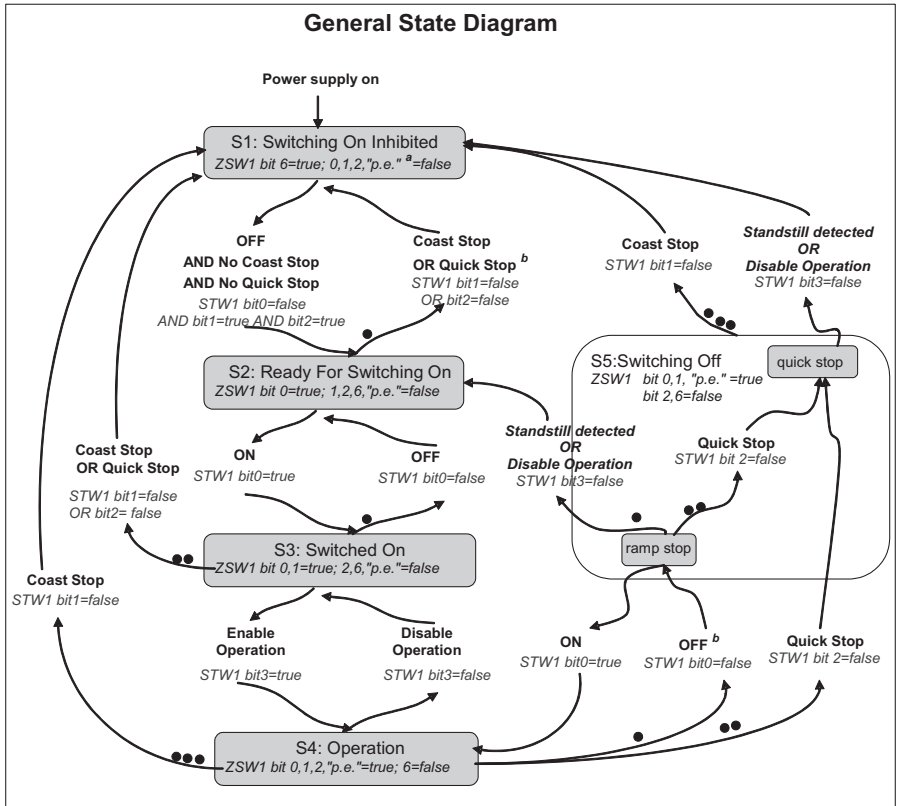 General State Diagram
Power supply on
S1: Switching On Inhibited
ZSW1 bit 6=true; 0,1,2,"p.e." a=false
OFF
AND No Coast Stop
AND No Quick Stop
STW1 bit0=false
AND bit1=true AND bit2=true
Coast Stop
OR Quick Stop b
STW1 bit1=false
OR bit2=false
Coast Stop
STW1 bit1=false
Standstill detected
OR
Disable Operation
STW1 bit3=false
S2: Ready For Switching On
ZSW1 bit 0=true; 1,2,6,"p.e."=false
S5:Switching Off
ZSW1 bit 0,1, "p.e." =true
bit 2,6=false
quick stop
ON
STW1 bit0=true
OFF
STW1 bit0=false
Standstill detected
OR
Disable Operation
STW1 bit3=false
Quick Stop
STW1 bit 2=false
Coast Stop
OR Quick Stop
STW1 bit1=false
OR bit2= false
S3: Switched On
ZSW1 bit 0,1=true; 2,6,"p.e."=false
ramp stop
Coast Stop
STW1 bit1=false
Enable
Operation
STW1 bit3=true
Disable
Operation
STW1 bit3=false
ON
STW1 bit0=true
OFF b
STW1 bit0=false
Quick Stop
STW1 bit 2=false
S4: Operation
ZSW1 bit 0,1,2,"p.e."=true; 6=false